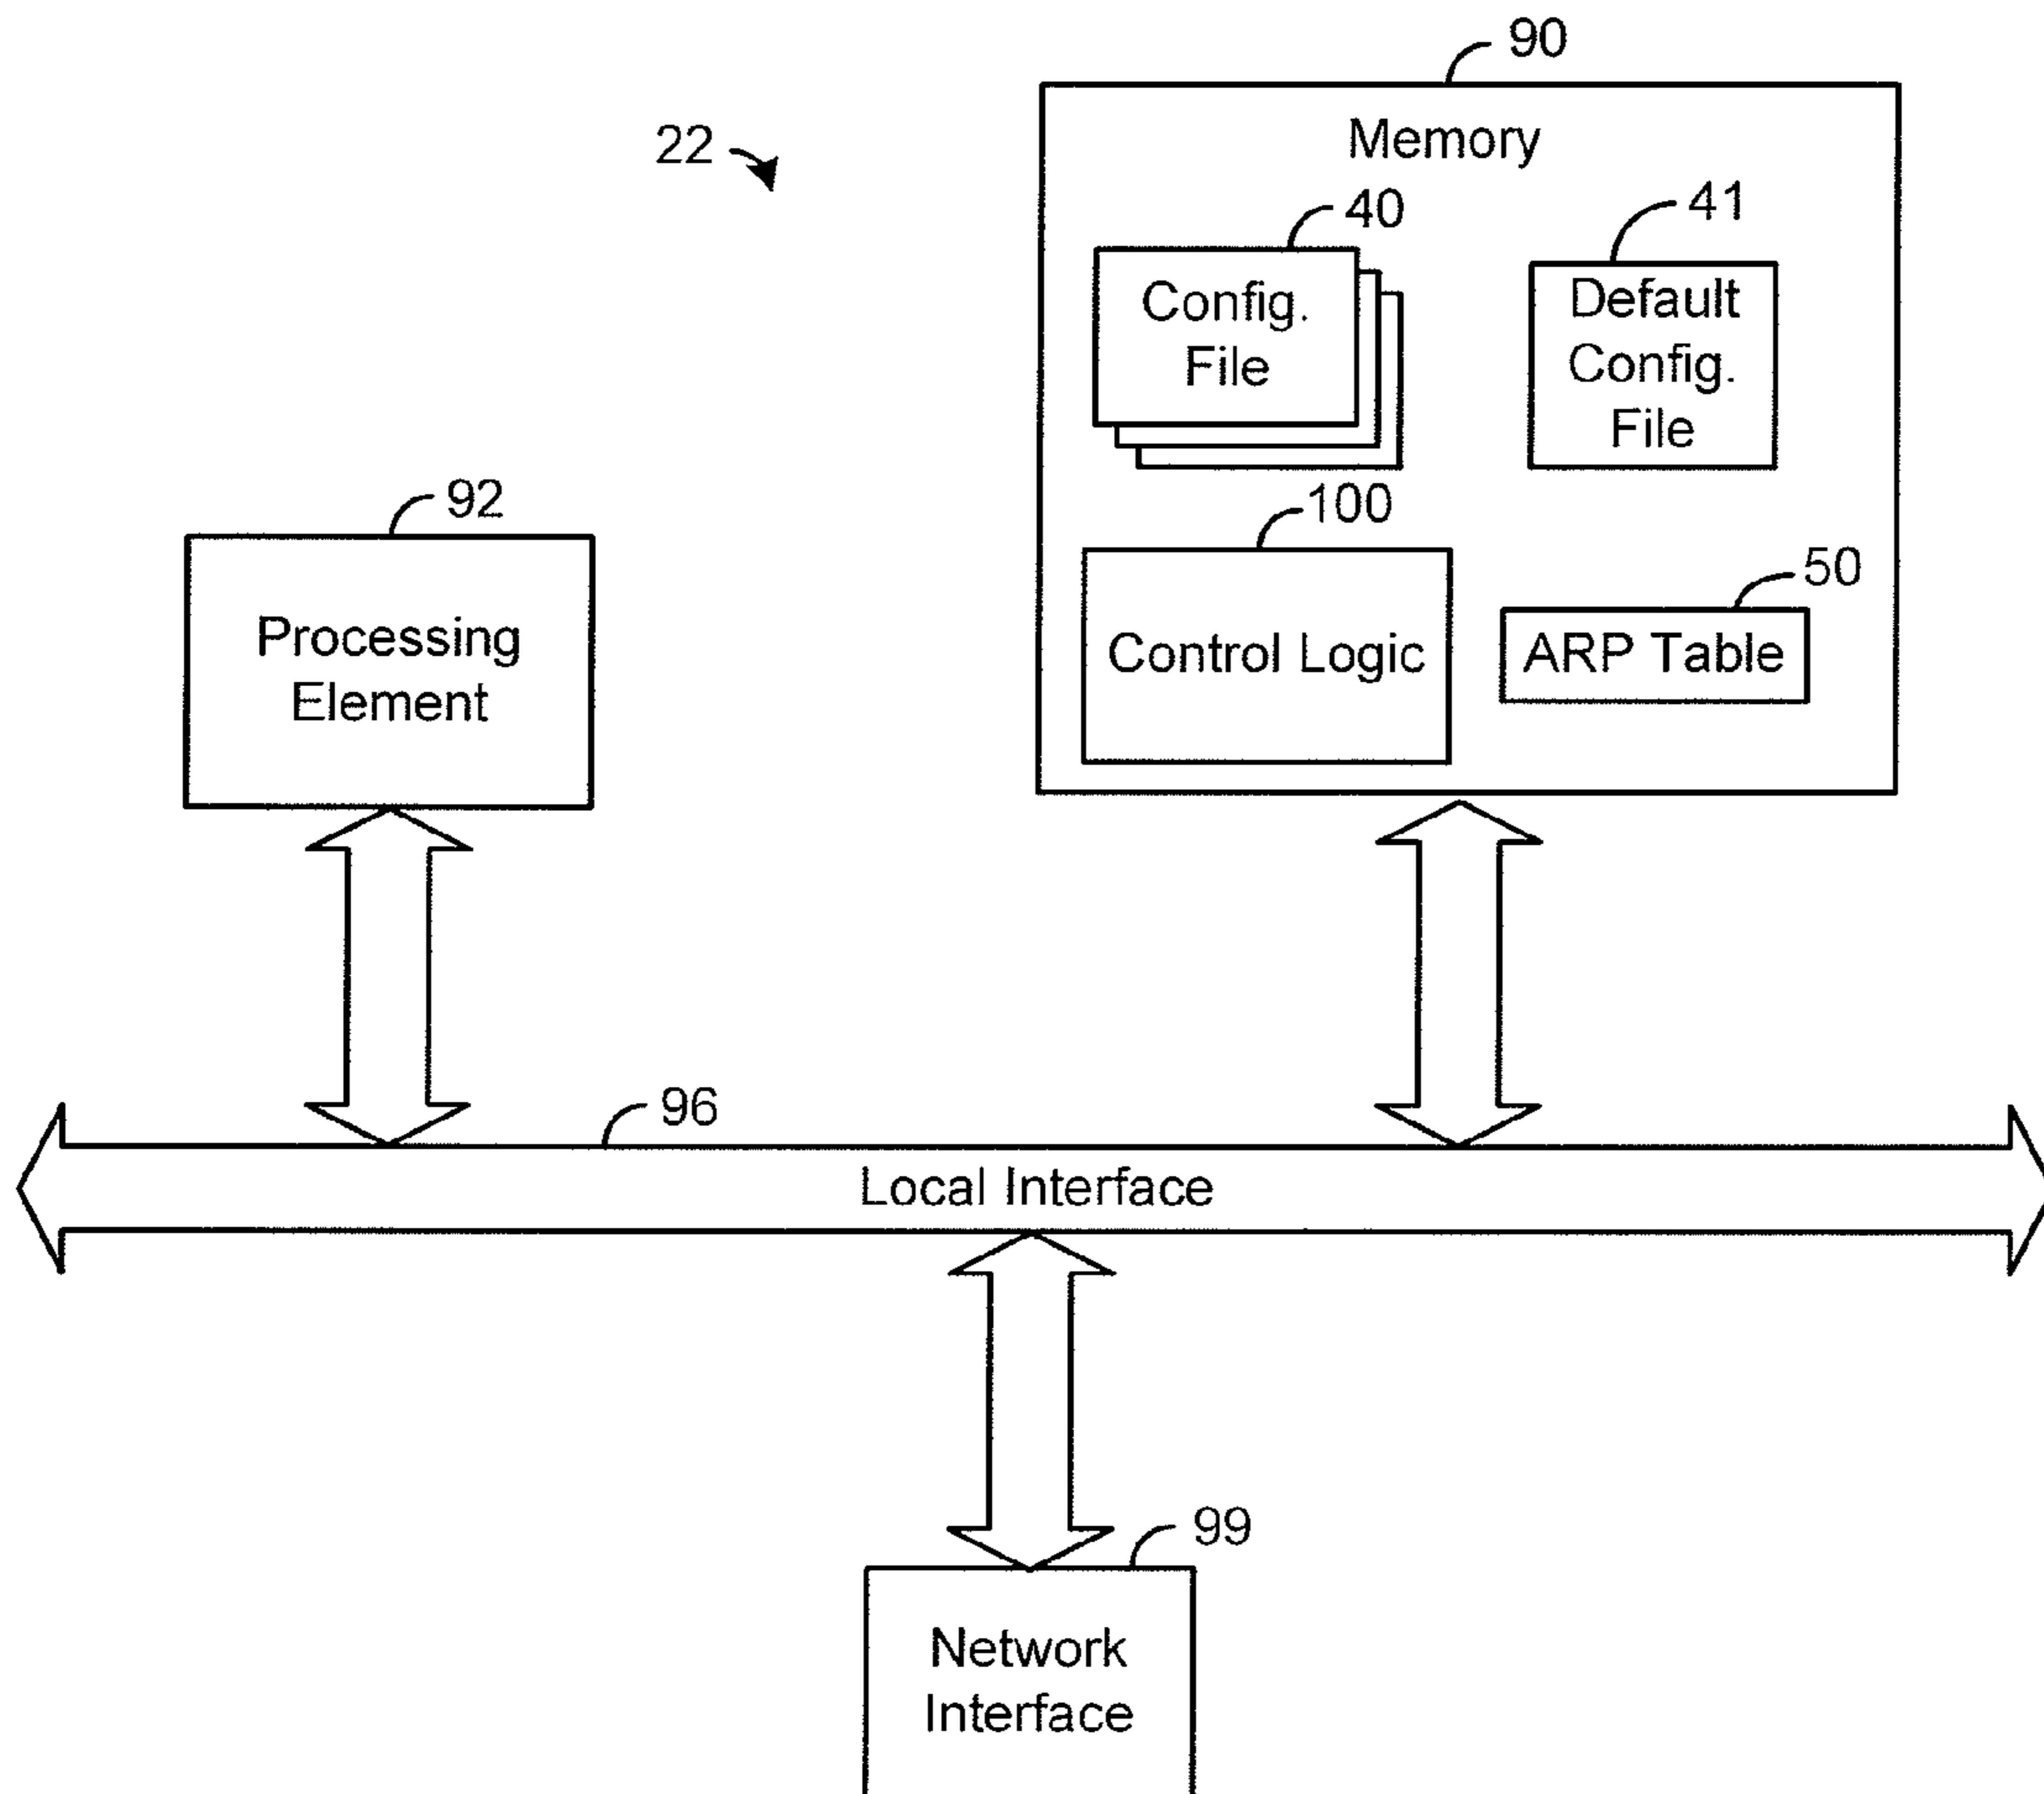 90
22
Memory
40
41
Config.
File
Default
Config.
File
92
100
50
Processing
Element
Control Logic
ARP Table
96
Local Interface
99
Network
Interface